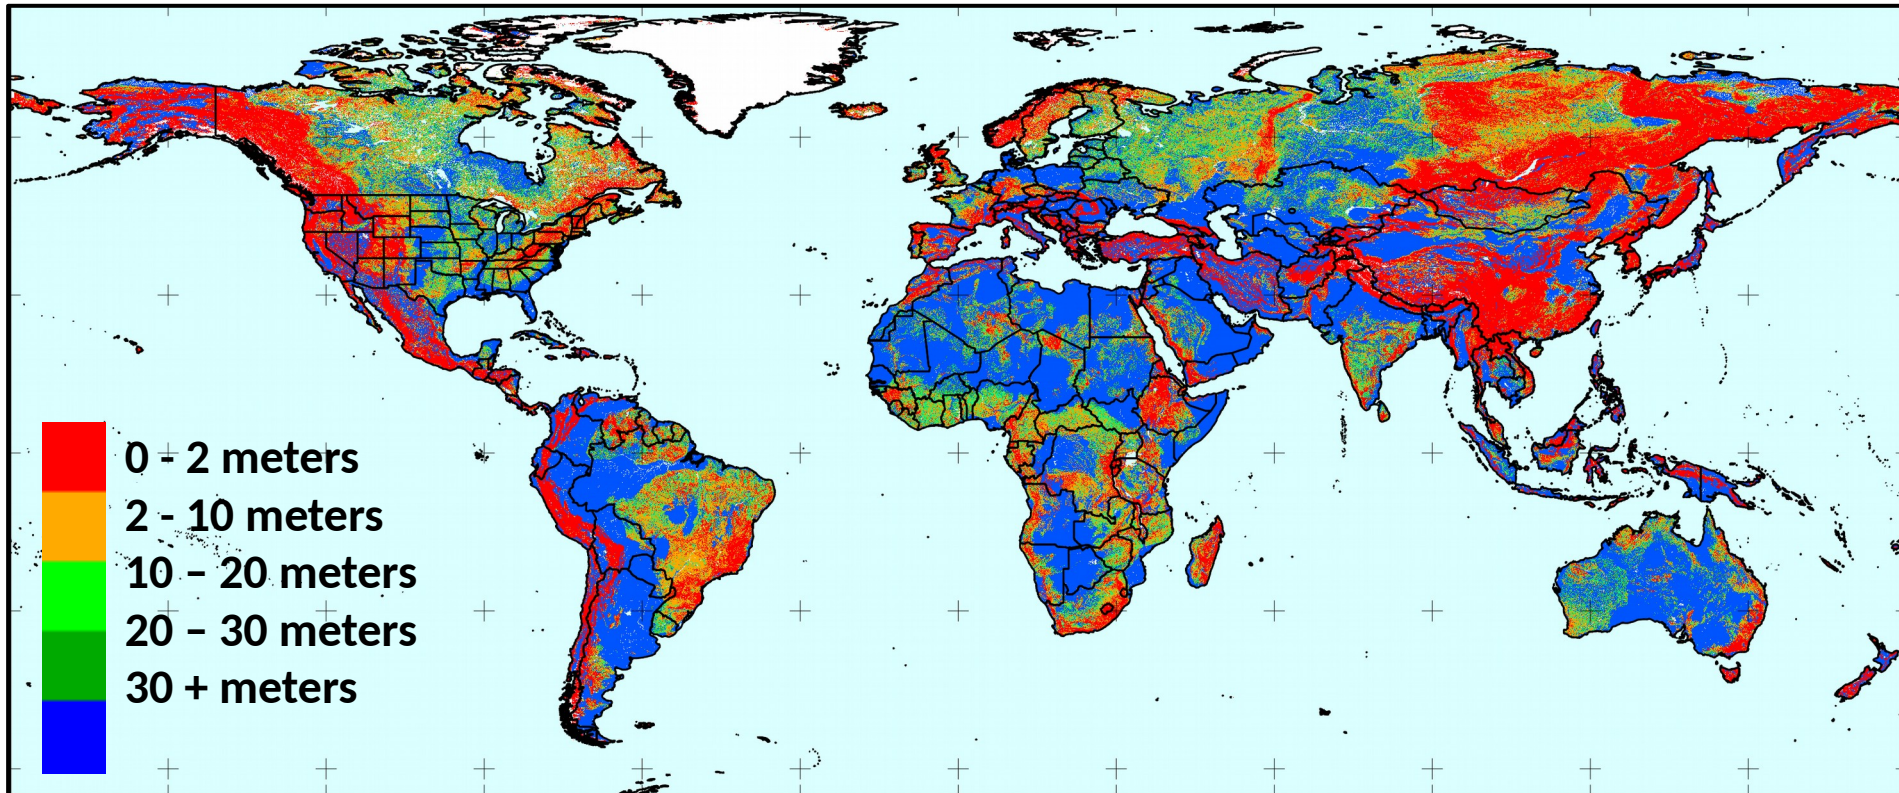 0 - 2 meters
2 - 10 meters
10 – 20 meters
20 – 30 meters
30 + meters